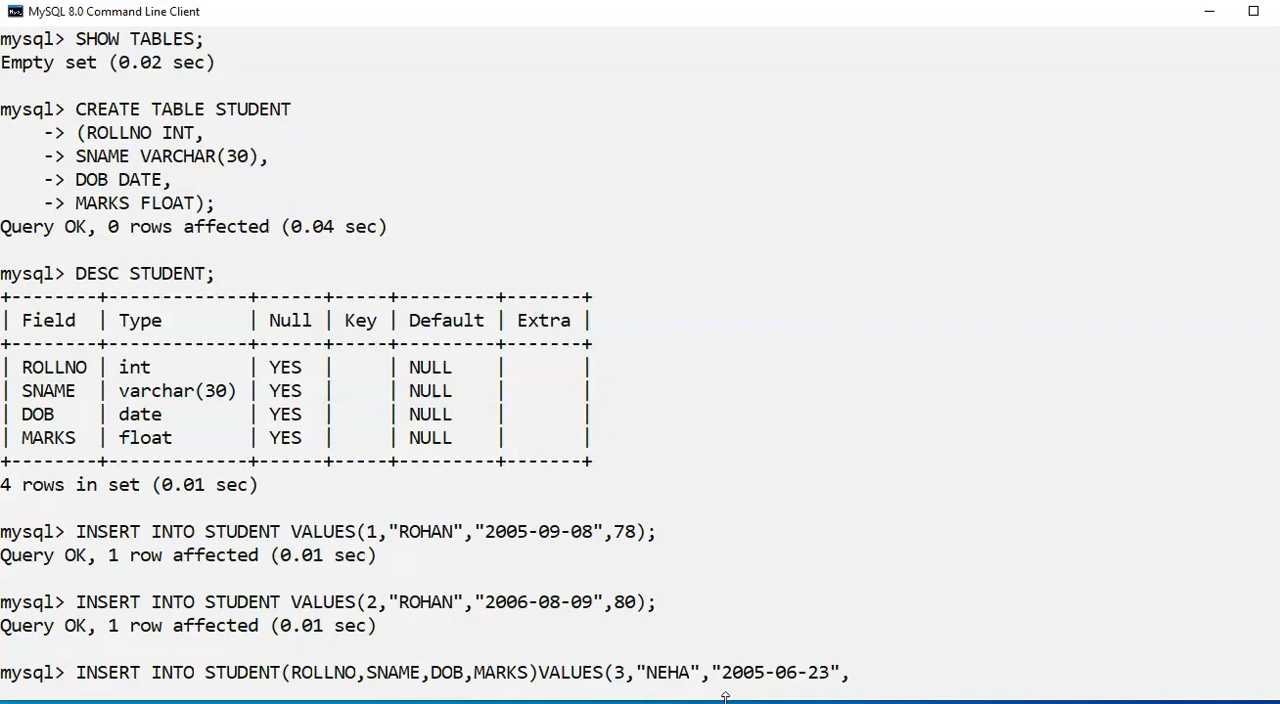 MySQL 8.0 Command Line Client
mysql> SHOW TABLES;
Empty set (0.02 sec)
mysql> CREATE TABLE STUDENT
    -> (ROLLNO INT,
    -> SNAME VARCHAR(30),
    -> DOB DATE,
    -> MARKS FLOAT);
Query OK, 0 rows affected (0.04 sec)
mysql> DESC STUDENT;
+--------+-------------+------+-----+---------+-------+
| Field  | Type        | Null | Key | Default | Extra |
+--------+-------------+------+-----+---------+-------+
| ROLLNO | int         | YES  |     | NULL    |       |
| SNAME  | varchar(30) | YES  |     | NULL    |       |
| DOB    | date        | YES  |     | NULL    |       |
| MARKS  | float       | YES  |     | NULL    |       |
+--------+-------------+------+-----+---------+-------+
4 rows in set (0.01 sec)
mysql> INSERT INTO STUDENT VALUES(1,"ROHAN","2005-09-08",78);
Query OK, 1 row affected (0.01 sec)
mysql> INSERT INTO STUDENT VALUES(2,"ROHAN","2006-08-09",80);
Query OK, 1 row affected (0.01 sec)
mysql> INSERT INTO STUDENT(ROLLNO,SNAME,DOB,MARKS)VALUES(3,"NEHA","2005-06-23",